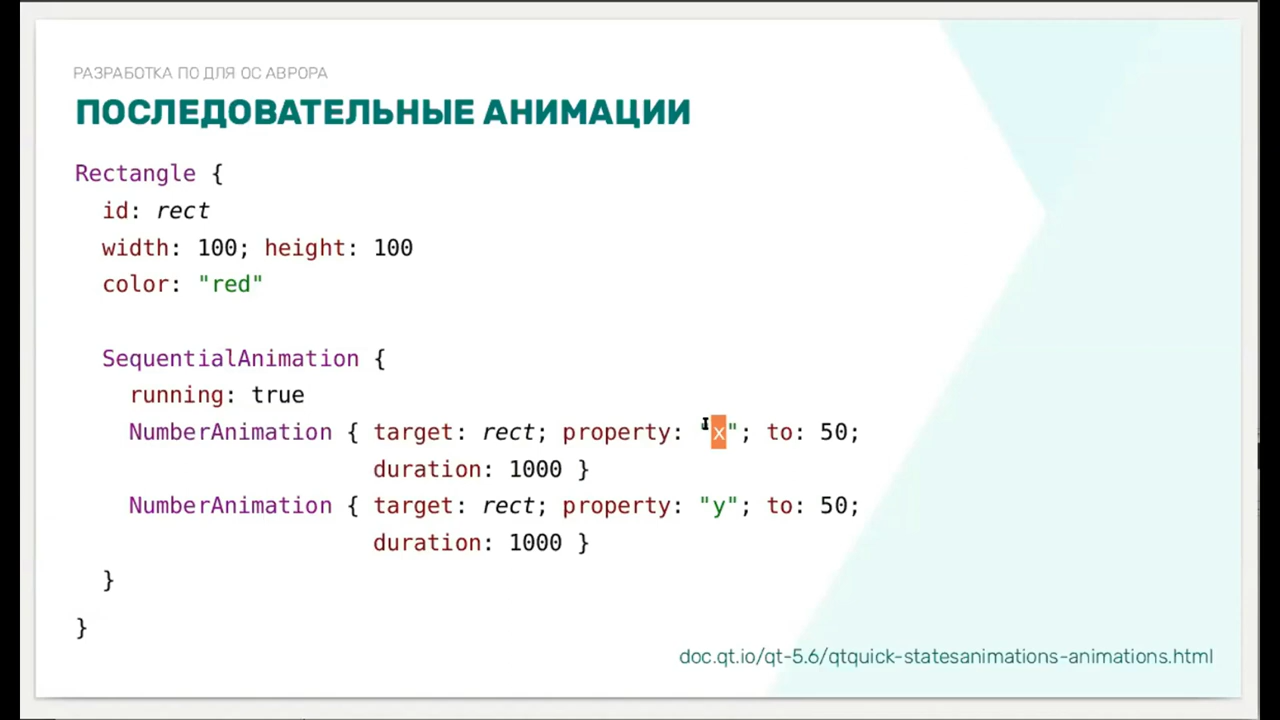 РАЗРАБОТКА ПО ДЛЯ ОС АВРОРА
ПОСЛЕДОВАТЕЛЬНЫЕ АНИМАЦИИ
Rectangle {
id: rect
width: 100; height: 100
color: "red"
SequentialAnimation {
running: true
NumberAnimation { target: rect; property: "x"; to: 50;
duration: 1000 }
NumberAnimation { target: rect; property: "y"; to: 50;
duration: 1000 }
}
}
doc.qt.io/qt-5.6/qtquick-statesanimations-animations.html